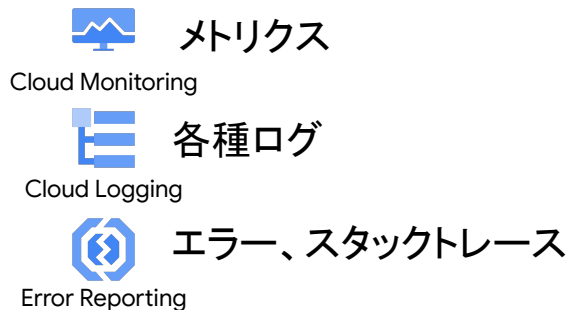 メトリクス
Cloud Monitoring
各種ログ
Cloud Logging
エラー、スタックトレース
Error Reporting